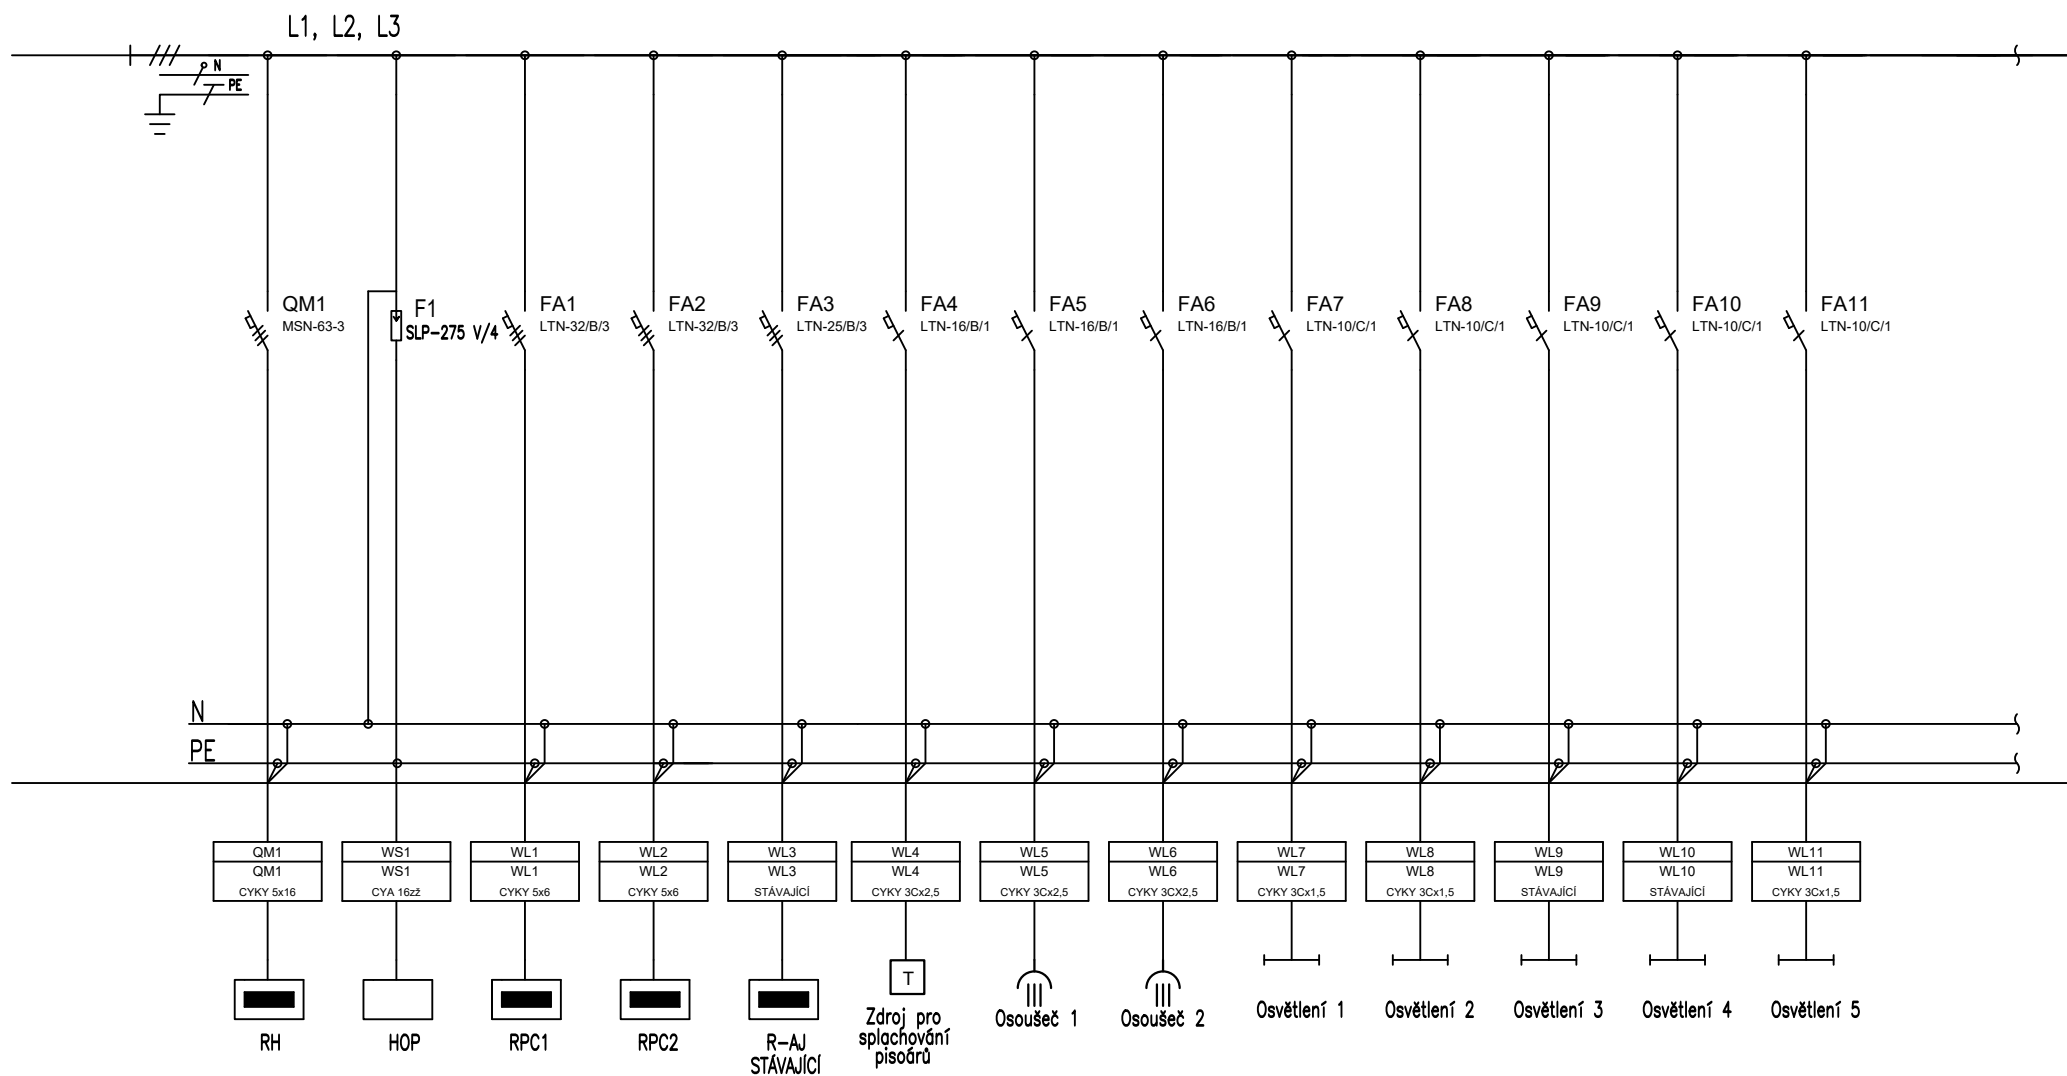 L1, L2, L3
N
PE
QM1
MSN-63-3
F1
SLP-275 V/4
FA1
LTN-32/B/3
FA2
LTN-32/B/3
FA3
LTN-25/B/3
FA4
LTN-16/B/1
FA5
LTN-16/B/1
FA6
LTN-16/B/1
FA7
LTN-10/C/1
FA8
LTN-10/C/1
FA9
LTN-10/C/1
FA10
LTN-10/C/1
FA11
LTN-10/C/1
N
PE
QM1
QM1
CYKY 5x16
WS1
WS1
CYA 16zž
WL1
WL1
CYKY 5x6
WL2
WL2
CYKY 5x6
WL3
WL3
STÁVAJÍCÍ
WL4
WL4
CYKY 3Cx2,5
WL5
WL5
CYKY 3Cx2,5
WL6
WL6
CYKY 3CX2,5
WL7
WL7
CYKY 3Cx1,5
WL8
WL8
CYKY 3Cx1,5
WL9
WL9
STÁVAJÍCÍ
WL10
WL10
STÁVAJÍCÍ
WL11
WL11
CYKY 3Cx1,5
RH
HOP
RPC1
RPC2
R-AJ
STÁVAJÍCÍ
T
Zdroj pro
splachování
pisoárů
Osoušeč 1
Osoušeč 2
Osvětlení 1
Osvětlení 2
Osvětlení 3
Osvětlení 4
Osvětlení 5